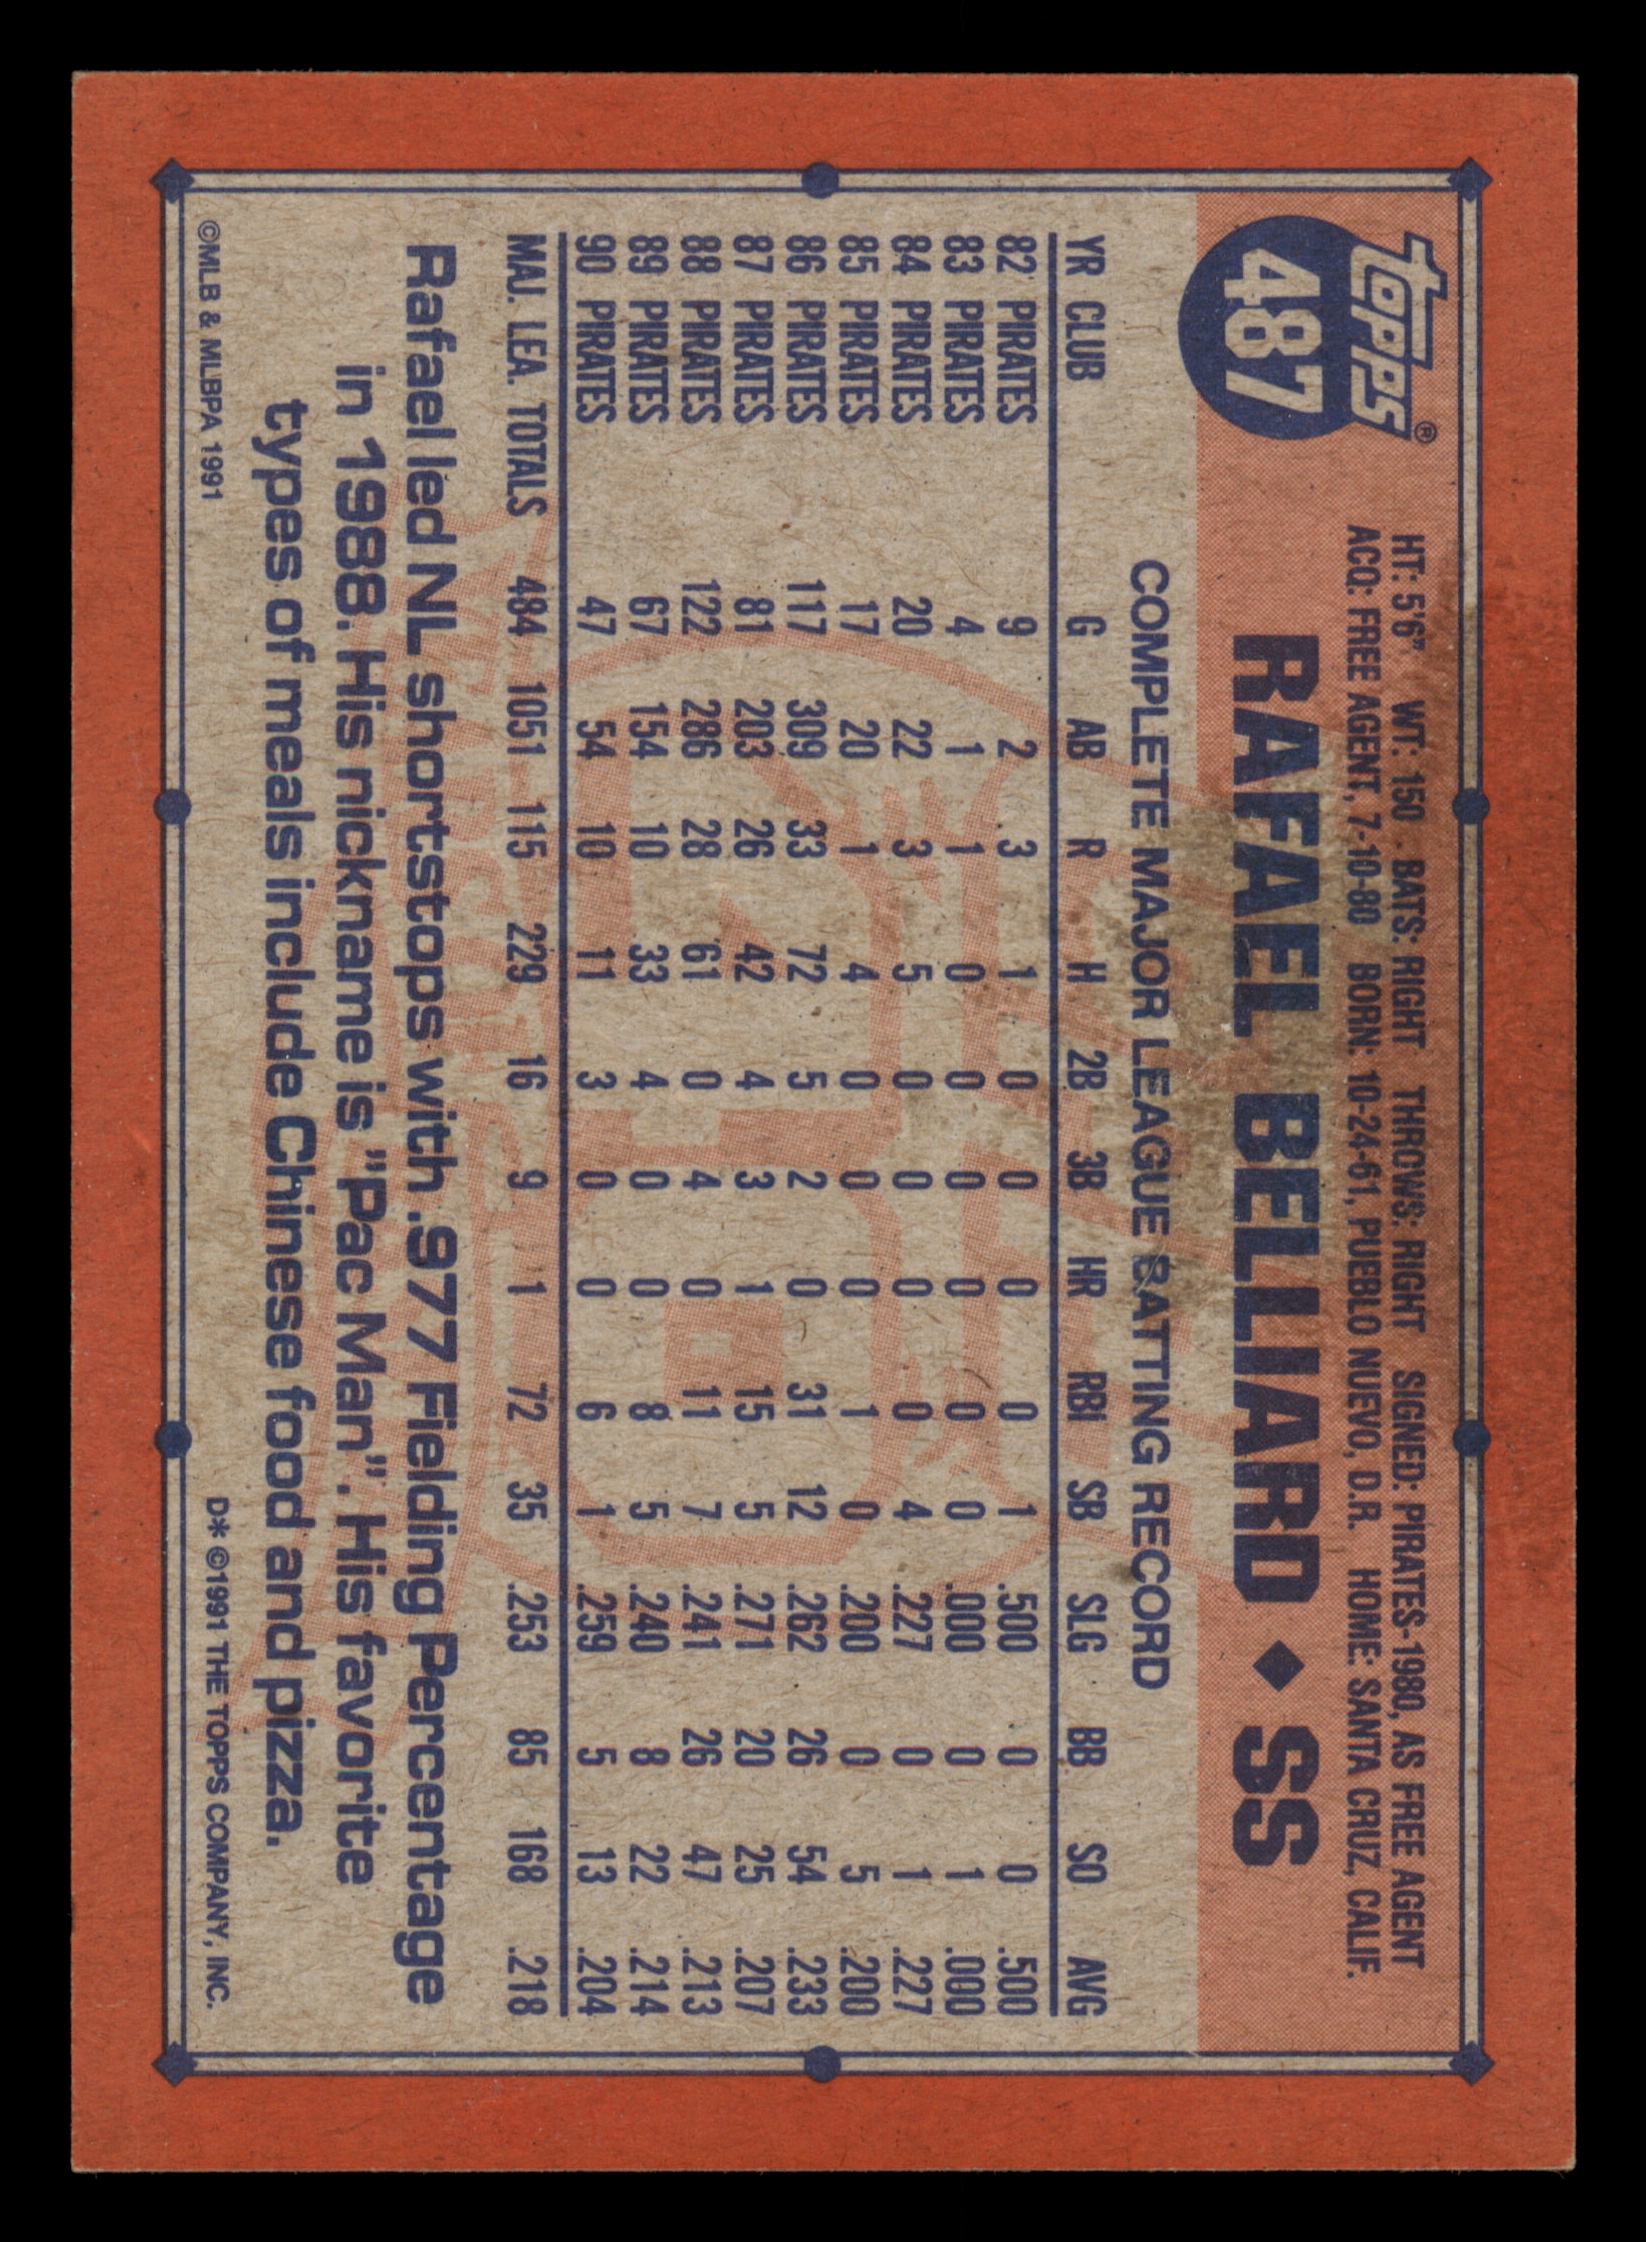 topps®
487
HT: 5'6" WT: 150 BATS: RIGHT THROWS: RIGHT SIGNED: PIRATES-1980, AS FREE AGENT
ACQ: FREE AGENT, 7-10-80 BORN: 10-24-61, PUEBLO NUEVO, D.R. HOME: SANTA CRUZ, CALIF.
RAFAEL BELLIARD ♦ SS
COMPLETE MAJOR LEAGUE BATTING RECORD
YR CLUB G AB R H 2B 3B HR RBI SB SLG BB SO AVG
82 PIRATES 9 2 3 1 0 0 0 0 1 .500 0 0 .500
83 PIRATES 4 1 1 0 0 0 0 0 0 .000 0 1 .000
84 PIRATES 20 22 3 5 0 0 0 0 4 .227 0 1 .227
85 PIRATES 17 20 1 4 0 0 0 1 0 .200 0 5 .200
86 PIRATES 117 309 33 72 5 2 0 31 12 .262 26 54 .233
87 PIRATES 81 203 26 42 4 3 1 15 5 .271 20 25 .207
88 PIRATES 122 286 28 61 0 4 0 11 7 .241 26 47 .213
89 PIRATES 67 154 10 33 4 0 0 8 5 .240 8 22 .214
90 PIRATES 47 54 10 11 3 0 0 6 1 .259 5 13 .204
MAJ. LEA. TOTALS 484 1051 115 229 16 9 1 72 35 .253 85 168 .218
Rafael led NL shortstops with .977 Fielding Percentage
in 1988. His nickname is "Pac Man". His favorite
types of meals include Chinese food and pizza.
©MLB & MLBPA 1991
D* ©1991 THE TOPPS COMPANY, INC.